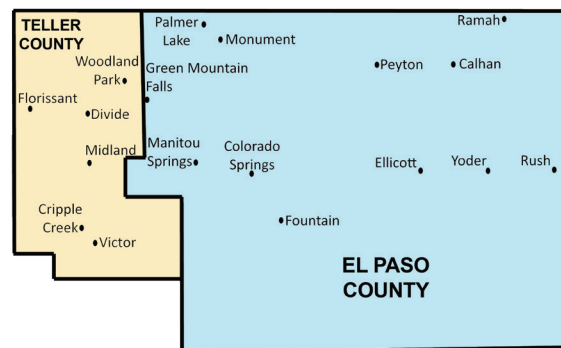 TELLER
COUNTY
Palmer
Lake
Monument
Ramah
Woodland
Park
Green Mountain
Falls
Peyton
Calhan
Florissant
Divide
Midland
Manitou
Springs
Colorado
Springs
Ellicott
Yoder
Rush
Cripple
Creek
Victor
Fountain
EL PASO
COUNTY